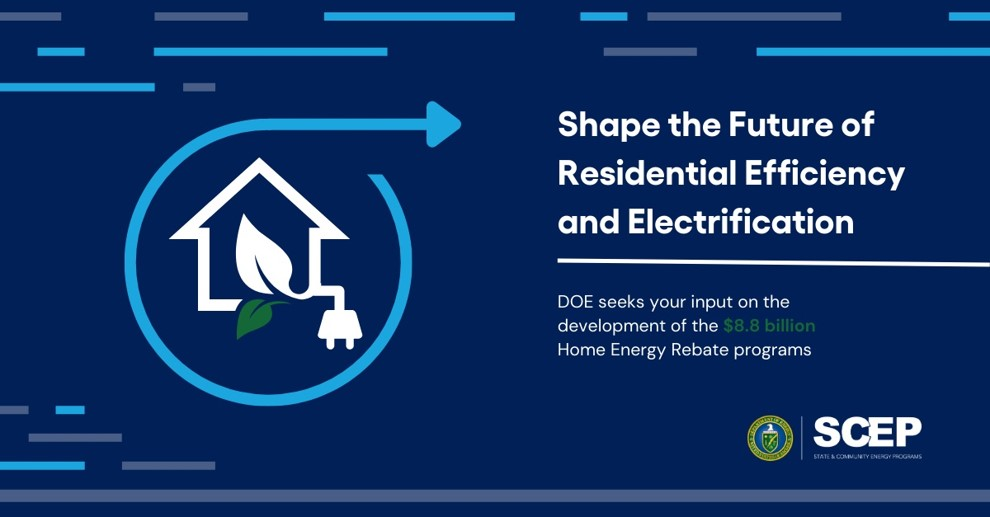 Shape the Future of
Residential Efficiency
and Electrification
DOE seeks your input on the
development of the $8.8 billion
Home Energy Rebate programs
SCEP
STATE & COMMUNITY ENERGY PROGRAMS